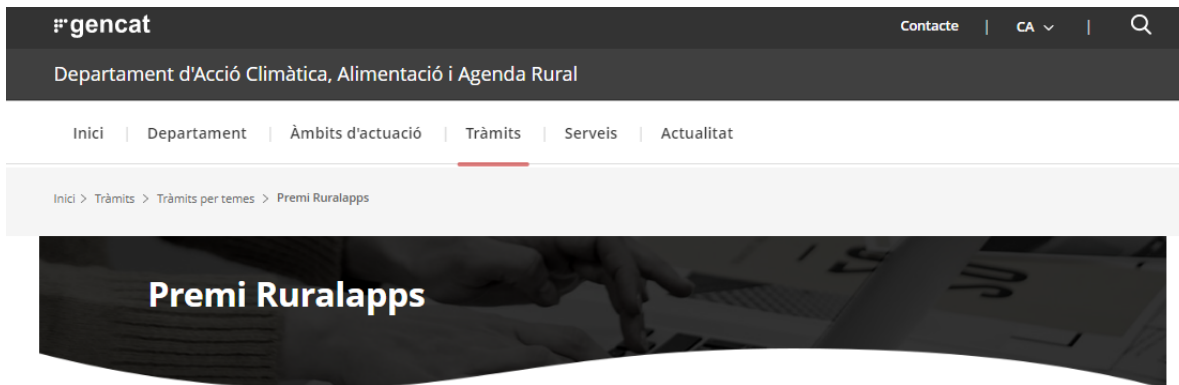 gencat
Contacte | CA |
Departament d'Acció Climàtica, Alimentació i Agenda Rural
Inici | Departament | Àmbits d'actuació | Tràmits | Serveis | Actualitat
Inici > Tràmits > Tràmits per temes > Premi Ruralapps
Premi Ruralapps